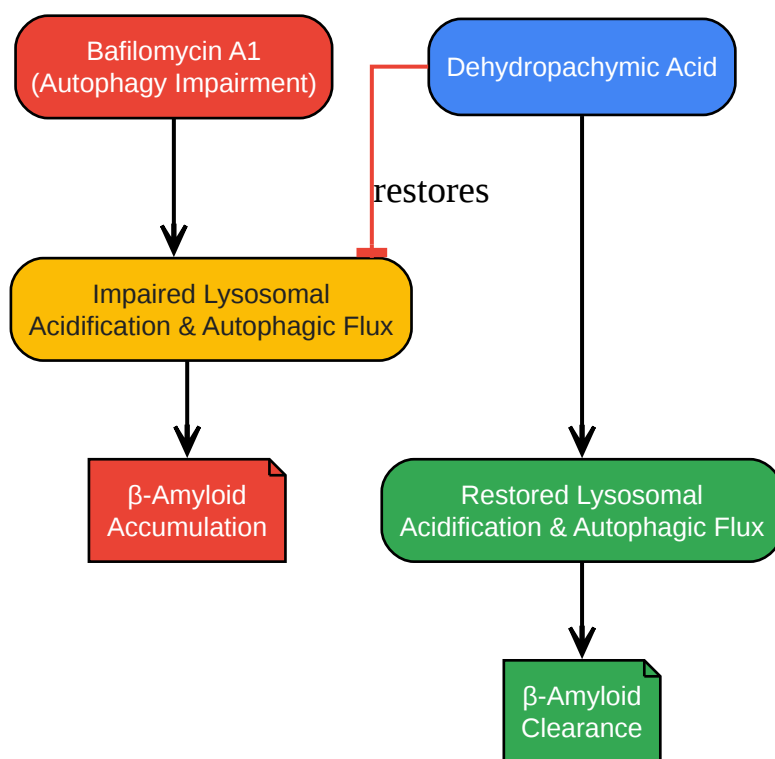 Bafilomycin A1
(Autophagy Impairment)
Dehydropachymic Acid
restores
Impaired Lysosomal
Acidification & Autophagic Flux
β-Amyloid
Accumulation
Restored Lysosomal
Acidification & Autophagic Flux
β-Amyloid
Clearance